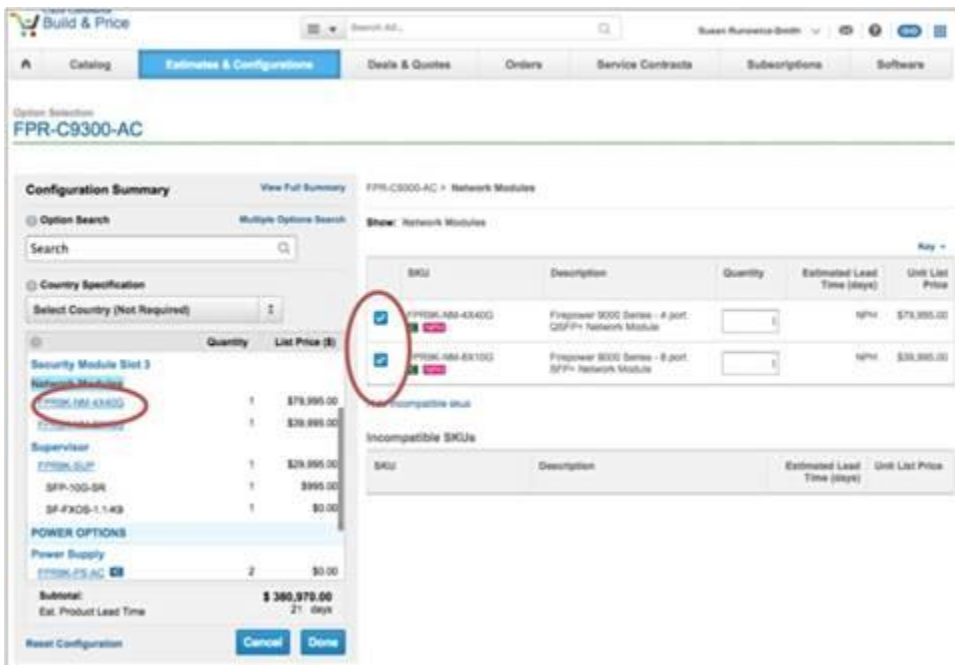 Build & Price
Search All...
Susan Runowicz-Smith
Catalog
Estimates & Configurations
Deals & Quotes
Orders
Service Contracts
Subscriptions
Software
Option Selection
FPR-C9300-AC
Configuration Summary
View Full Summary
Option Search
Multiple Options Search
Search
Country Specification
Select Country (Not Required)
Quantity List Price ($)
Security Module Slot 3
Network Modules
FPR9K-NM-4X40G 1 $79,995.00
1 $39,995.00
Supervisor
FPR9K-SUP 1 $29,995.00
SFP-10G-SR 1 $995.00
SF-FXOS-1.1-K9 1 $0.00
POWER OPTIONS
Power Supply
FPR9K-PS-AC 2 $0.00
Subtotal: $ 380,970.00
Est. Product Lead Time 21 days
Reset Configuration
Cancel
Done
FPR-C9300-AC > Network Modules
Show: Network Modules
Key
SKU Description Quantity Estimated Lead Time (days) Unit List Price
FPR9K-NM-4X40G Firepower 9000 Series - 4 port QSFP+ Network Module 1 NPH $79,995.00
NPH
FPR9K-NM-8X10G Firepower 9000 Series - 8 port SFP+ Network Module 1 NPH $39,995.00
NPH
incompatible skus
Incompatible SKUs
SKU Description Estimated Lead Time (days) Unit List Price